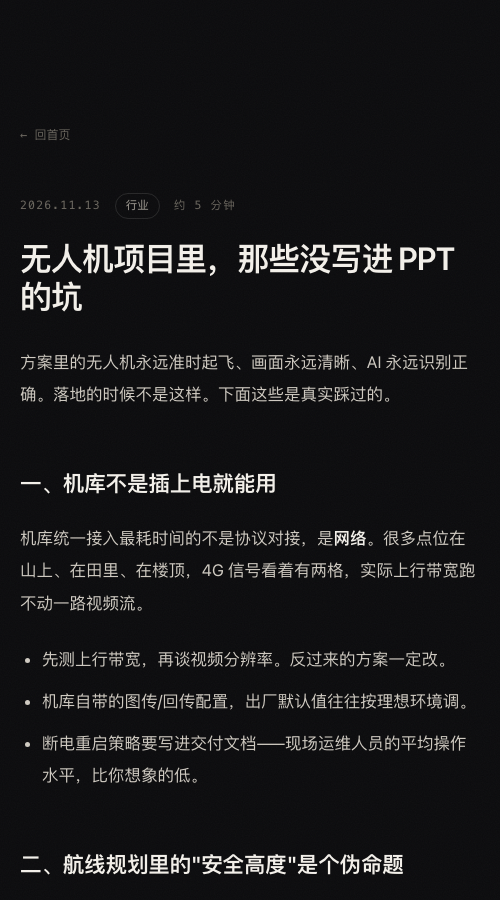 ← 回首页
2026.11.13 行业 约 5 分钟
无人机项目里，那些没写进 PPT
的坑
方案里的无人机永远准时起飞、画面永远清晰、AI 永远识别正
确。落地的时候不是这样。下面这些是真实踩过的。
一、机库不是插上电就能用
机库统一接入最耗时间的不是协议对接，是网络。很多点位在
山上、在田里、在楼顶，4G 信号看着有两格，实际上行带宽跑
不动一路视频流。
• 先测上行带宽，再谈视频分辨率。反过来的方案一定改。
• 机库自带的图传/回传配置，出厂默认值往往按理想环境调。
• 断电重启策略要写进交付文档——现场运维人员的平均操作
水平，比你想象的低。
二、航线规划里的"安全高度"是个伪命题